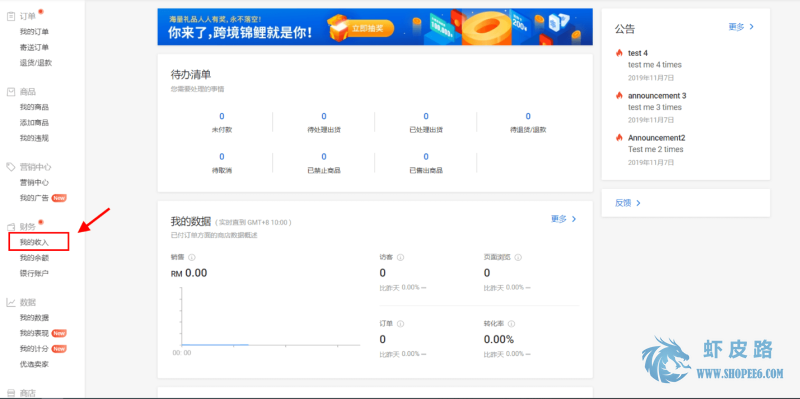 订单
我的订单
寄送订单
退货/退款
商品
我的商品
添加商品
我的违规
营销中心
营销中心
我的广告 New
财务
我的收入
我的余额
银行账户
数据
我的数据
我的表现 New
我的计分 New
优选卖家
商店
海量礼品人人有奖,永不落空!
你来了,跨境锦鲤就是你!
立即抽奖
待办清单
您需要处理的事情
0
未付款
0
待处理出货
0
已处理出货
0
待退货/退款
0
待取消
0
已禁止商品
0
已售出商品
我的数据 ( 实时直到 GMT+8 10:00 )
更多
已付订单方面的商店数据概述
销售
RM 0.00
00: 00
访客
0
比昨天 0.00% —
页面浏览
0
比昨天 0.00% —
订单
0
比昨天 0.00% —
转化率
0.00%
比昨天 0.00% —
公告
更多
test 4
test me 4 times
2019年11月7日
announcement 3
test me 3 times
2019年11月7日
Announcement2
Test me 2 times
2019年11月7日
反馈
虾皮路
WWW.SHOPEE6.COM